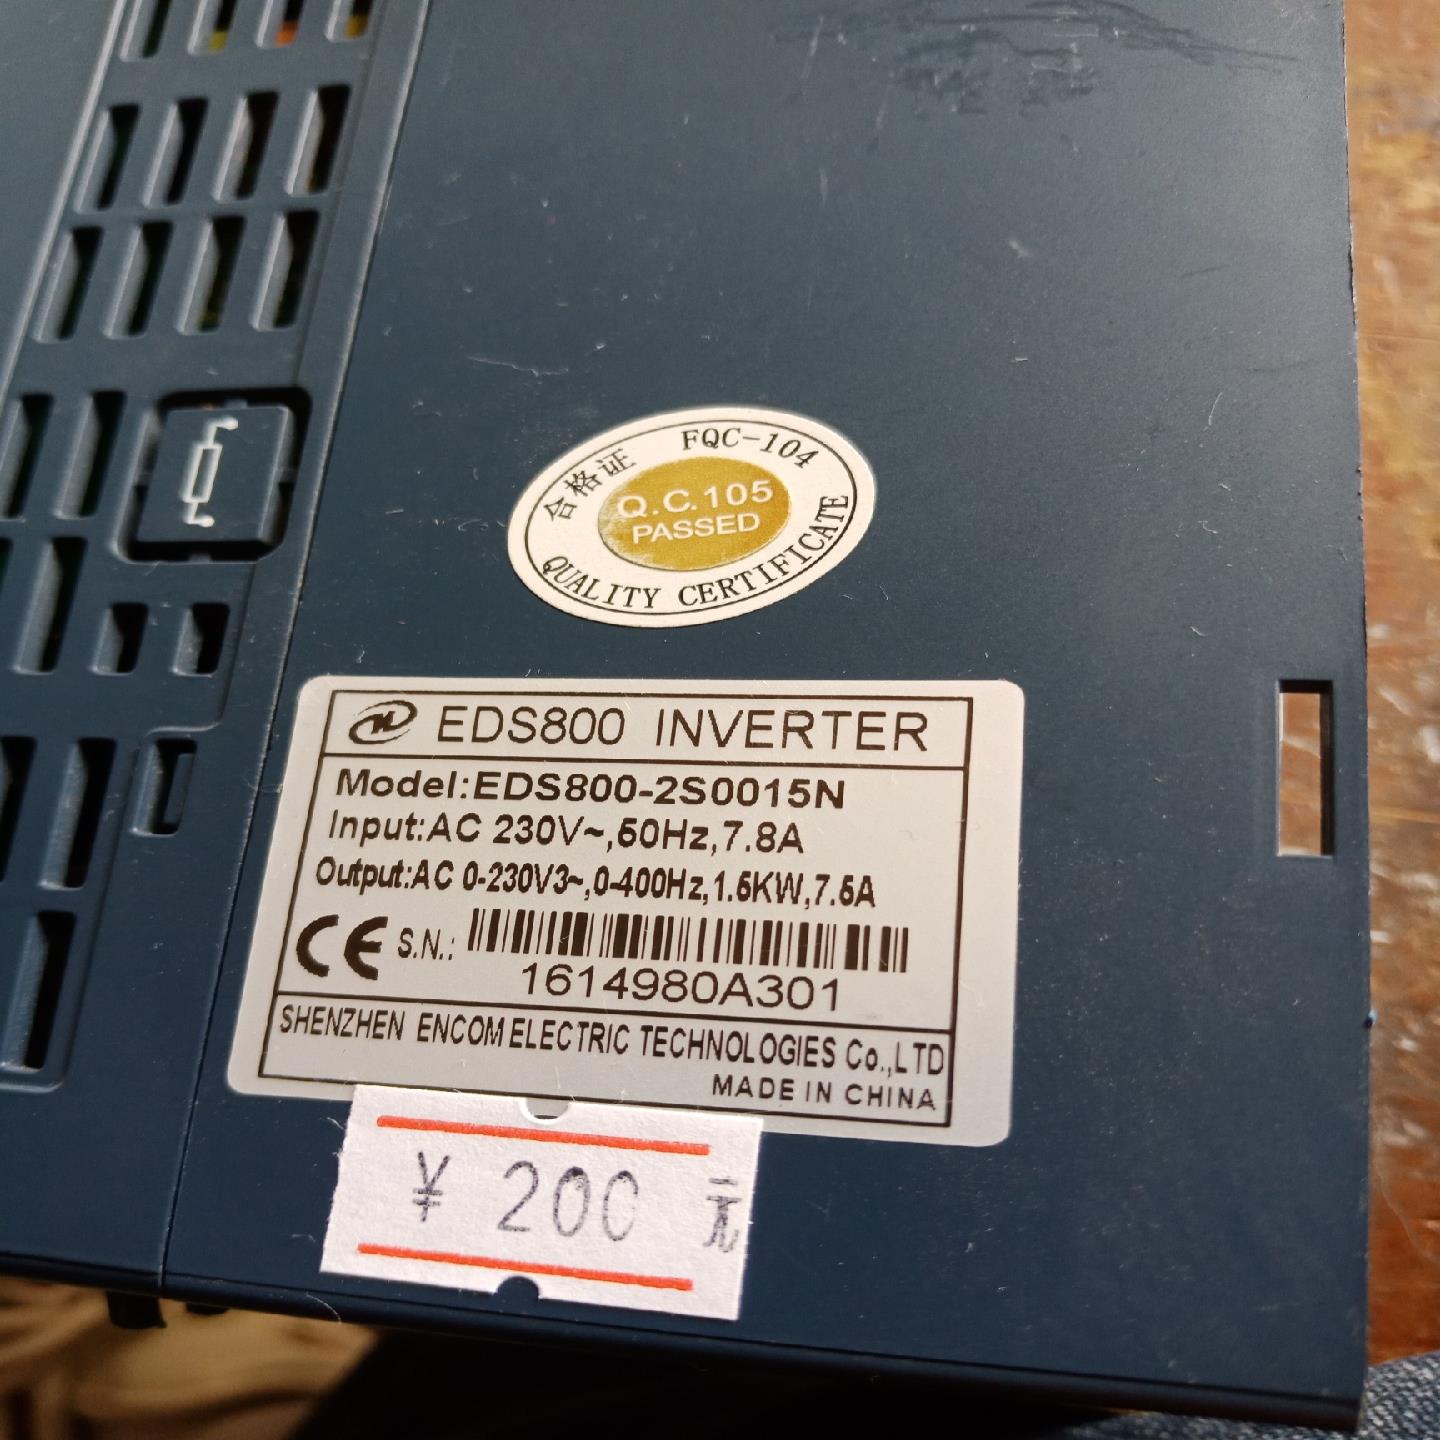 合格证 FQC-104
Q.C.105
PASSED
QUALITY CERTIFICATE
EDS800 INVERTER
Model:EDS800-2S0015N
Input:AC 230V~,50Hz,7.8A
Output:AC 0-230V3~,0-400Hz,1.5KW,7.5A
CE S.N.:
1614980A301
SHENZHEN ENCOM ELECTRIC TECHNOLOGIES Co.,LTD
MADE IN CHINA
¥ 200 元